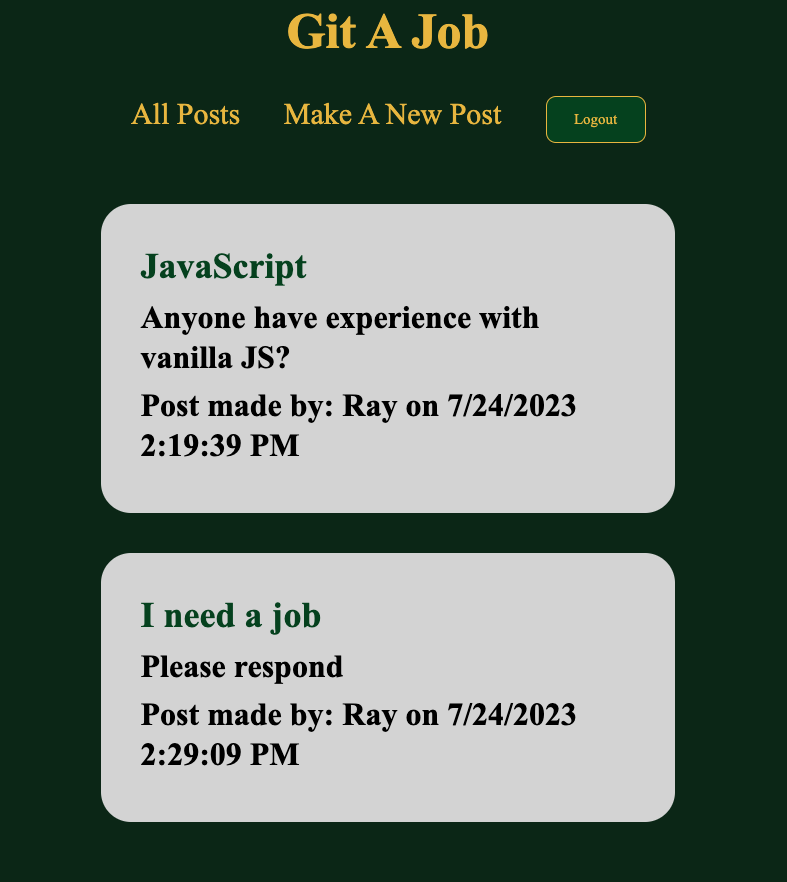 Git A Job
All Posts Make A New Post Logout
JavaScript
Anyone have experience with
vanilla JS?
Post made by: Ray on 7/24/2023
2:19:39 PM
I need a job
Please respond
Post made by: Ray on 7/24/2023
2:29:09 PM